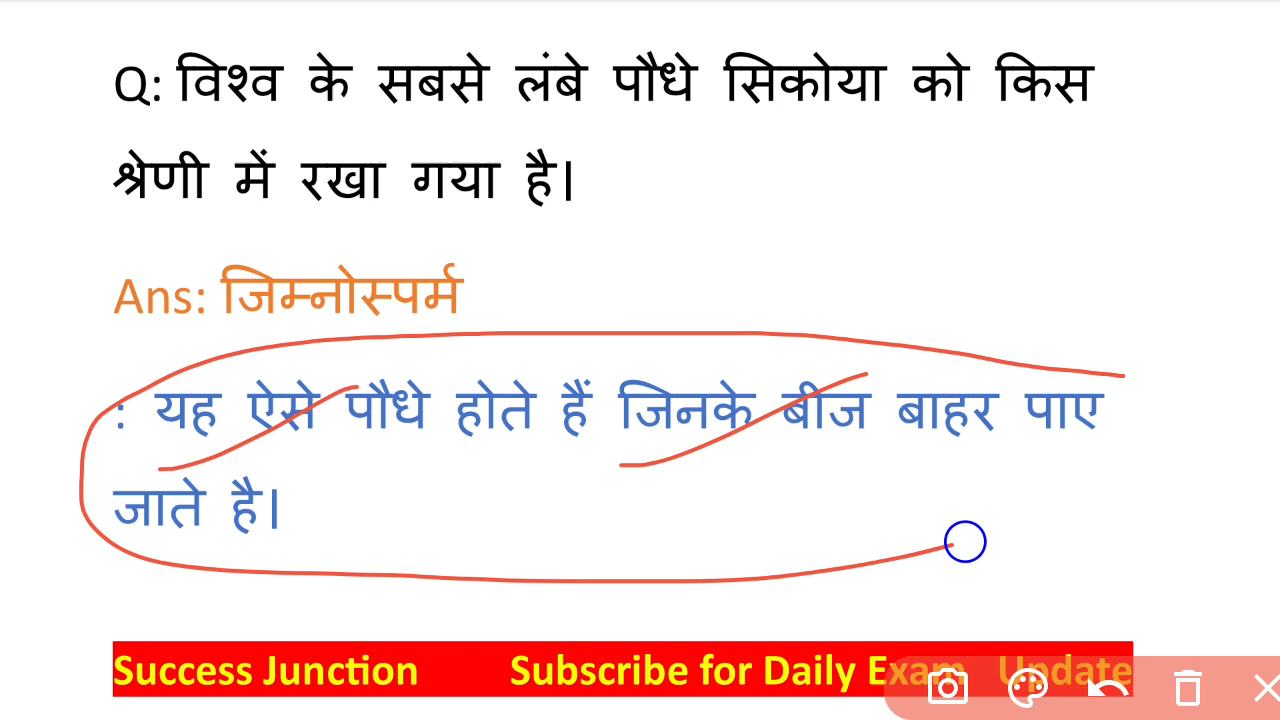 Q: विश्व के सबसे लंबे पौधे सिकोया को किस
श्रेणी में रखा गया है।
Ans: जिम्नोस्पर्म
: यह ऐसे पौधे होते हैं जिनके बीज बाहर पाए
जाते है।
Success Junction Subscribe for Daily Exam Update